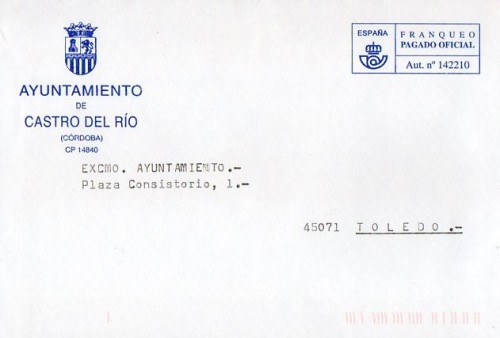 AYUNTAMIENTO
DE
CASTRO DEL RÍO
(CÓRDOBA)
CP 14840
ESPAÑA
FRANQUEO
PAGADO OFICIAL
Aut. nº 142210
EXCMO. AYUNTAMIENTO.-
Plaza Consistorio, 1.-
45071 TOLEDO.-